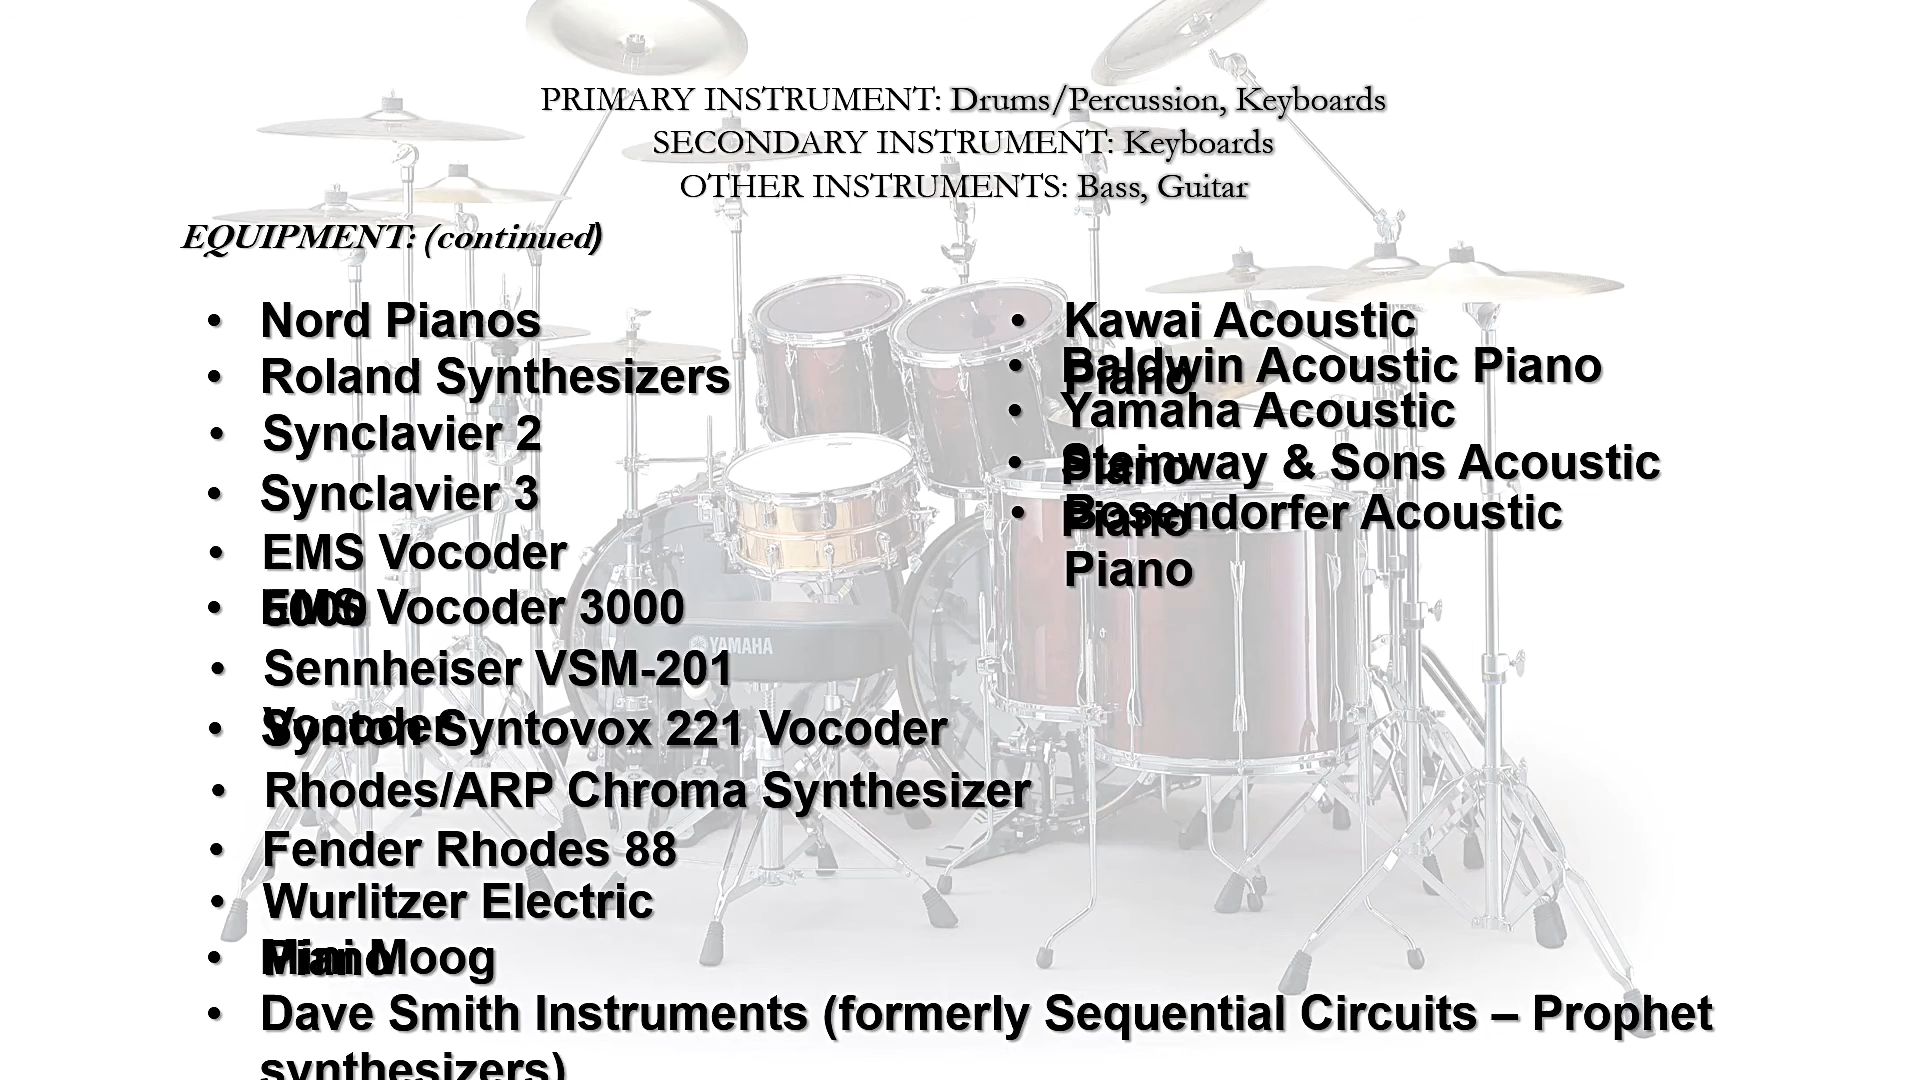 PRIMARY INSTRUMENT: Drums/Percussion, Keyboards
SECONDARY INSTRUMENT: Keyboards
OTHER INSTRUMENTS: Bass, Guitar
EQUIPMENT: (continued)
• Nord Pianos
• Roland Synthesizers
• Synclavier 2
• Synclavier 3
• EMS Vocoder
5000
• EMS Vocoder 3000
• Sennheiser VSM-201
Vocoder
• Synton Syntovox 221 Vocoder
• Rhodes/ARP Chroma Synthesizer
• Fender Rhodes 88
• Wurlitzer Electric
Piano
• Mini Moog
• Dave Smith Instruments (formerly Sequential Circuits – Prophet
synthesizers)
• Kawai Acoustic
Piano
• Baldwin Acoustic Piano
• Yamaha Acoustic
Piano
• Steinway & Sons Acoustic
Piano
• Bosendorfer Acoustic
Piano
YAMAHA